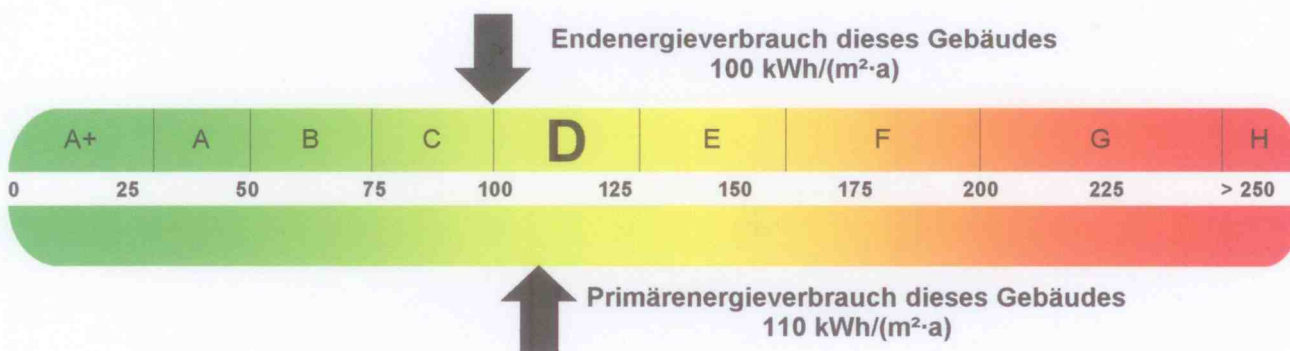 Endenergieverbrauch dieses Gebäudes
100 kWh/(m²·a)
A+ A B C D E F G H
0 25 50 75 100 125 150 175 200 225 > 250
Primärenergieverbrauch dieses Gebäudes
110 kWh/(m²·a)